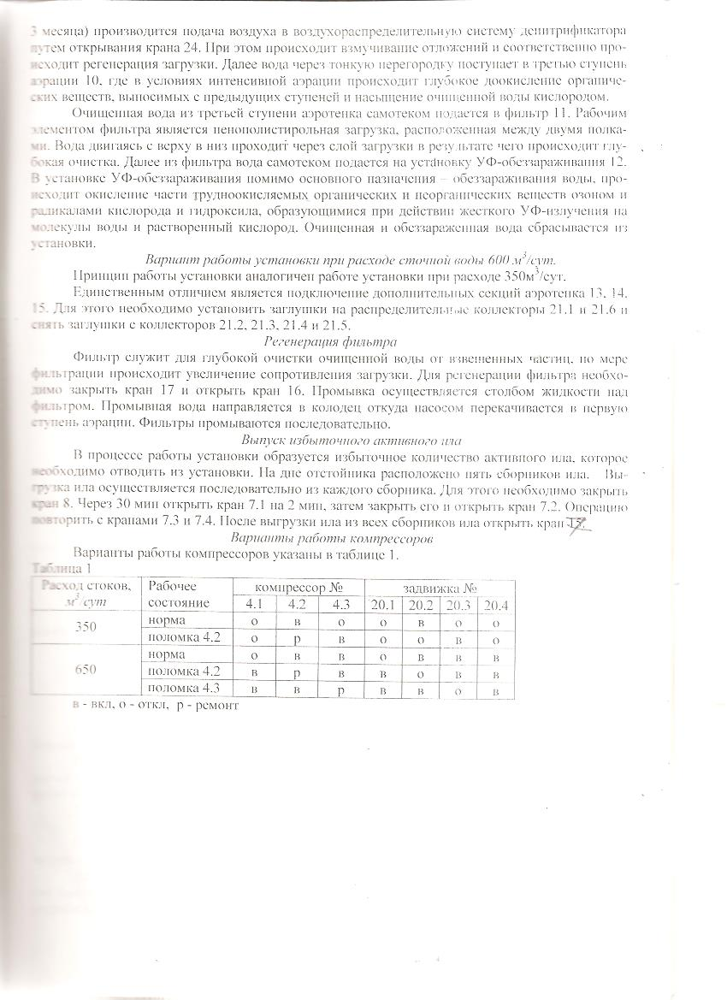 3 месяца) производится подача воздуха в воздухораспределительную систему денитрификатора
путем открывания крана 24. При этом происходит взмучивание отложений и соответственно про-
исходит регенерация загрузки. Далее вода через тонкую перегородку поступает в третью ступень
аэрации 10, где в условиях интенсивной аэрации происходит глубокое доокисление органиче-
ских веществ, выносимых с предыдущих ступеней и насыщение очищенной воды кислородом.
Очищенная вода из третьей ступени аэротенка самотеком подается в фильтр 11. Рабочим
элементом фильтра является пенополистирольная загрузка, расположенная между двумя полка-
ми. Вода двигаясь с верху в низ проходит через слой загрузки в результате чего происходит глу-
бокая очистка. Далее из фильтра вода самотеком подается на установку УФ-обеззараживания 12.
В установке УФ-обеззараживания помимо основного назначения – обеззараживания воды, про-
исходит окисление части трудноокисляемых органических и неорганических веществ озоном и
радикалами кислорода и гидроксила, образующимися при действии жесткого УФ-излучения на
молекулы воды и растворенный кислород. Очищенная и обеззараженная вода сбрасывается из
установки.
Вариант работы установки при расходе сточной воды 600 м³/сут.
Принцип работы установки аналогичен работе установки при расходе 350м³/сут.
Единственным отличием является подключение дополнительных секций аэротенка 13, 14,
15. Для этого необходимо установить заглушки на распределительные коллекторы 21.1 и 21.6 и
снять заглушки с коллекторов 21.2, 21.3, 21.4 и 21.5.
Регенерация фильтра
Фильтр служит для глубокой очистки очищенной воды от взвешенных частиц, по мере
фильтрации происходит увеличение сопротивления загрузки. Для регенерации фильтра необхо-
димо закрыть кран 17 и открыть кран 16. Промывка осуществляется столбом жидкости над
фильтром. Промывная вода направляется в колодец откуда насосом перекачивается в первую
ступень аэрации. Фильтры промываются последовательно.
Выпуск избыточного активного ила
В процессе работы установки образуется избыточное количество активного ила, которое
необходимо отводить из установки. На дне отстойника расположено пять сборников ила. Вы-
грузка ила осуществляется последовательно из каждого сборника. Для этого необходимо закрыть
кран 8. Через 30 мин открыть кран 7.1 на 2 мин, затем закрыть его и открыть кран 7.2. Операцию
повторить с кранами 7.3 и 7.4. После выгрузки ила из всех сборников ила открыть кран
Варианты работы компрессоров
Варианты работы компрессоров указаны в таблице 1.
Таблица 1
Расход стоков, Рабочее компрессор № задвижка №
м³/сут состояние 4.1 4.2 4.3 20.1 20.2 20.3 20.4
350 норма о в о о в о о
поломка 4.2 о р в о о в о
650 норма о в в о в в в
поломка 4.2 в р в в о в в
поломка 4.3 в в р в в о в
в - вкл, о – откл, р - ремонт